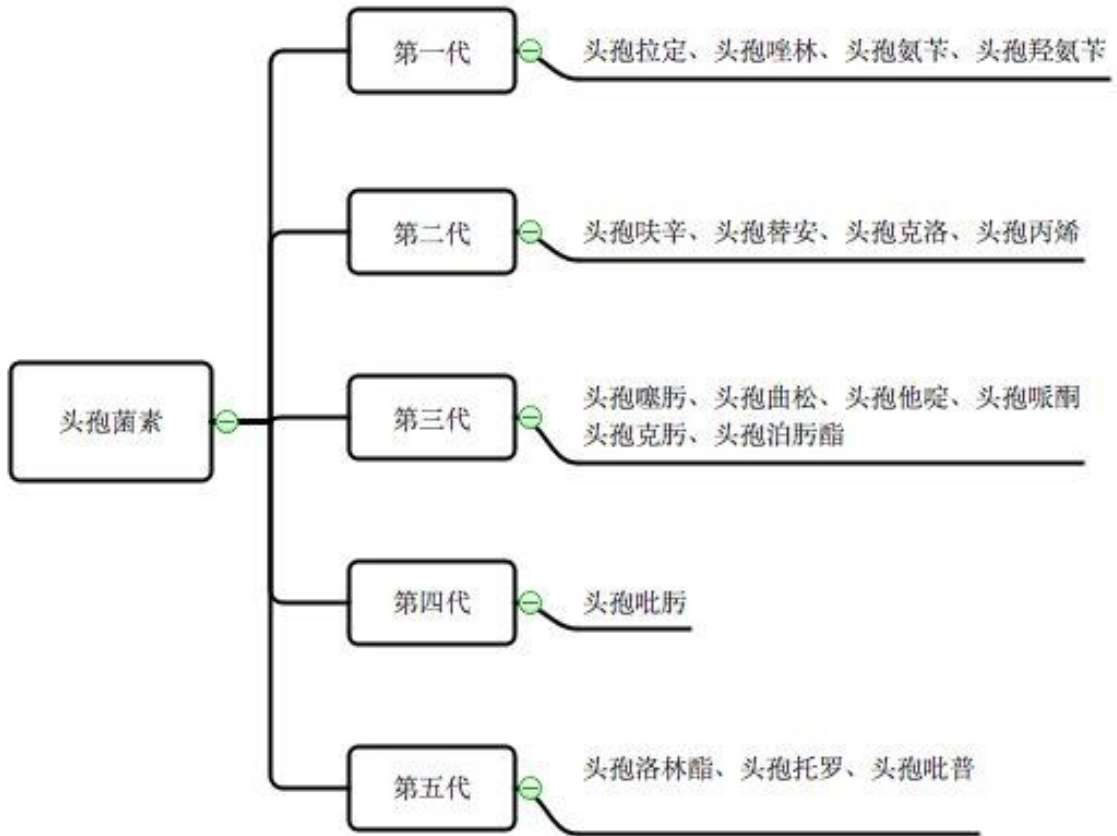 第一代
头孢拉定、头孢唑林、头孢氨苄、头孢羟氨苄
第二代
头孢呋辛、头孢替安、头孢克洛、头孢丙烯
头孢菌素
第三代
头孢噻肟、头孢曲松、头孢他啶、头孢哌酮
头孢克肟、头孢泊肟酯
第四代
头孢吡肟
第五代
头孢洛林酯、头孢托罗、头孢吡普